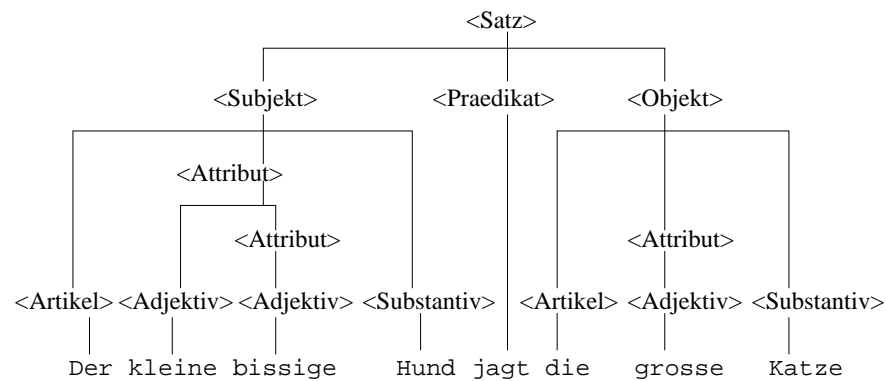 <Satz>
<Subjekt> <Praedikat> <Objekt>
<Attribut>
<Attribut> <Attribut>
<Artikel> <Adjektiv> <Adjektiv> <Substantiv> <Artikel> <Adjektiv> <Substantiv>
Der kleine bissige Hund jagt die grosse Katze